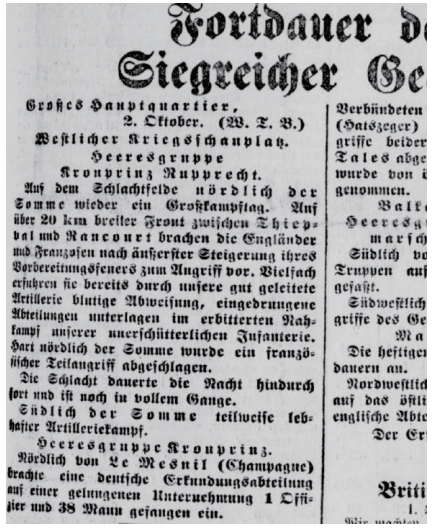 Fortdauer de
Siegreicher Ge
Großes Hauptquartier,
2. Oktober. (W. T. B.)
Westlicher Kriegsschauplatz.
Heeresgruppe
Kronprinz Rupprecht.
Auf dem Schlachtfelde nördlich der
Somme wieder ein Großkampftag. Auf
über 20 km breiter Front zwischen Thiep-
val und Rancourt brachen die Engländer
und Franzosen nach äußerster Steigerung ihres
Vorbereitungsfeuers zum Angriff vor. Vielfach
erfuhren sie bereits durch unsere gut geleitete
Artillerie blutige Abweisung, eingedrungene
Abteilungen unterlagen im erbitterten Nah-
kampf unserer unerschütterlichen Infanterie.
Hart nördlich der Somme wurde ein franzö-
sischer Teilangriff abgeschlagen.
Die Schlacht dauerte die Nacht hindurch
fort und ist noch in vollem Gange.
Südlich der Somme teilweise leb-
hafter Artilleriekampf.
Heeresgruppe Kronprinz.
Nördlich von Le Mesnil (Champagne)
brachte eine deutsche Erkundungsabteilung
auf einer gelungenen Unternehmung 1 Offi-
zier und 38 Mann gefangen ein.
Verbündeten
(Hatszeger)
griffe beider
Tales abge
wurde von ü
genommen.
Balk
Heeresg
marsch
Südlich vo
Truppen auf
gefaßt.
Südwestlich
griffe des Ge
Ma
Die heftigen
dauern an.
Nordwestlich
auf das östli
englische Abte
Der Er
Briti
1.
Wir machten